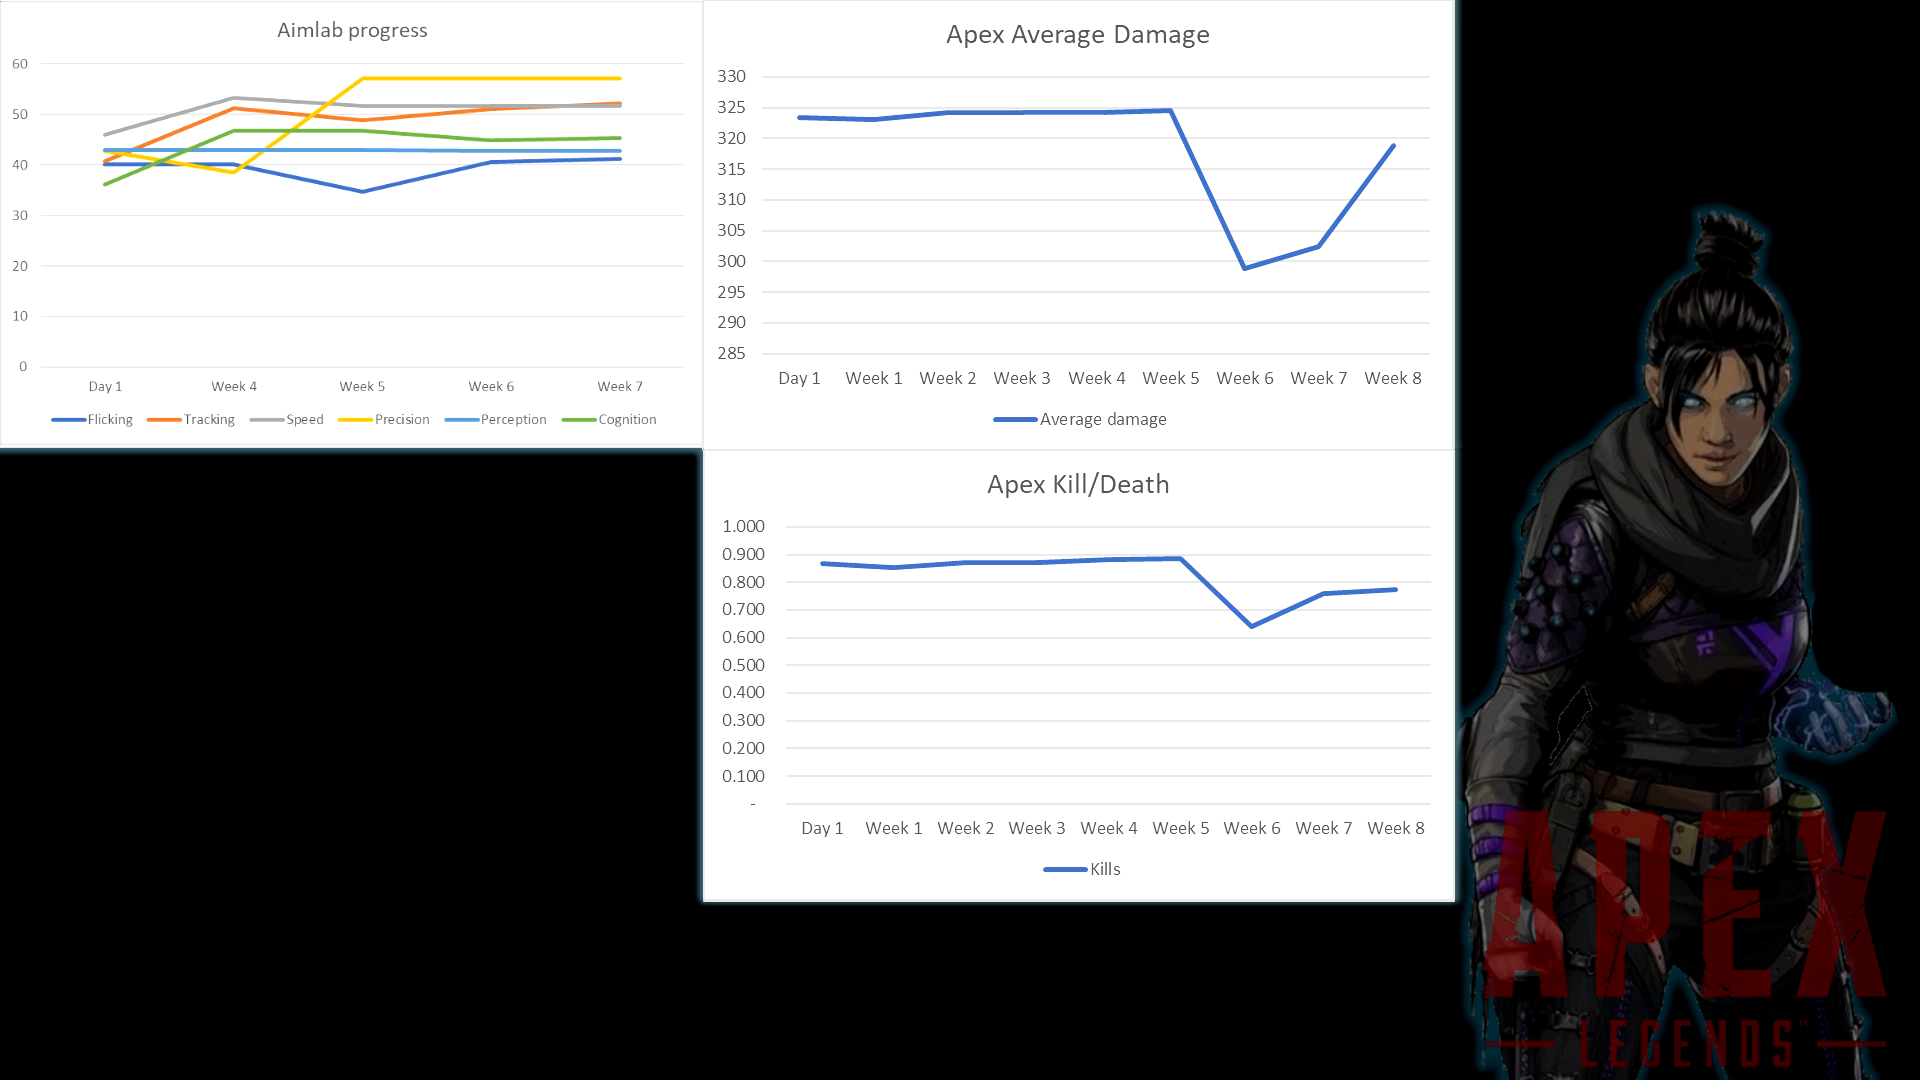 Aimlab progress
60
50
40
30
20
10
0
Day 1 Week 4 Week 5 Week 6 Week 7
Flicking Tracking Speed Precision Perception Cognition
Apex Average Damage
330
325
320
315
310
305
300
295
290
285
Day 1 Week 1 Week 2 Week 3 Week 4 Week 5 Week 6 Week 7 Week 8
Average damage
Apex Kill/Death
1.000
0.900
0.800
0.700
0.600
0.500
0.400
0.300
0.200
0.100
-
Day 1 Week 1 Week 2 Week 3 Week 4 Week 5 Week 6 Week 7 Week 8
Kills
APEX
LEGENDS™